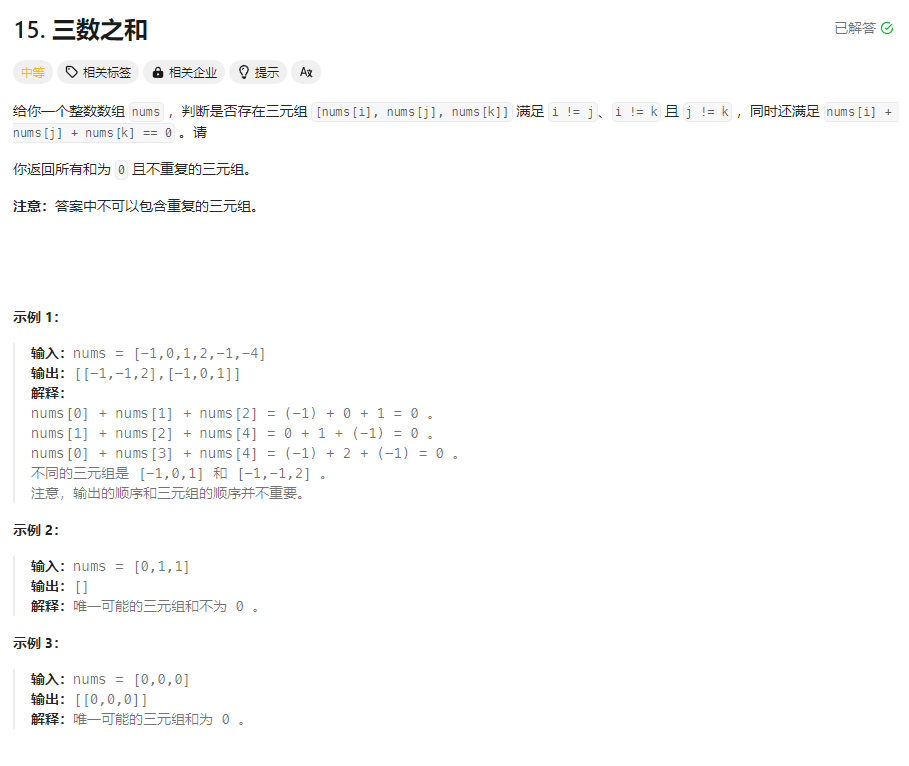 15. 三数之和
已解答
中等 相关标签 相关企业 提示 Aʀ
给你一个整数数组 nums ，判断是否存在三元组 [nums[i], nums[j], nums[k]] 满足 i != j、i != k 且 j != k ，同时还满足 nums[i] +
nums[j] + nums[k] == 0 。请
你返回所有和为 0 且不重复的三元组。
注意：答案中不可以包含重复的三元组。
示例 1：
输入：nums = [-1,0,1,2,-1,-4]
输出：[[-1,-1,2],[-1,0,1]]
解释：
nums[0] + nums[1] + nums[2] = (-1) + 0 + 1 = 0 。
nums[1] + nums[2] + nums[4] = 0 + 1 + (-1) = 0 。
nums[0] + nums[3] + nums[4] = (-1) + 2 + (-1) = 0 。
不同的三元组是 [-1,0,1] 和 [-1,-1,2] 。
注意，输出的顺序和三元组的顺序并不重要。
示例 2：
输入：nums = [0,1,1]
输出：[]
解释：唯一可能的三元组和不为 0 。
示例 3：
输入：nums = [0,0,0]
输出：[[0,0,0]]
解释：唯一可能的三元组和为 0 。